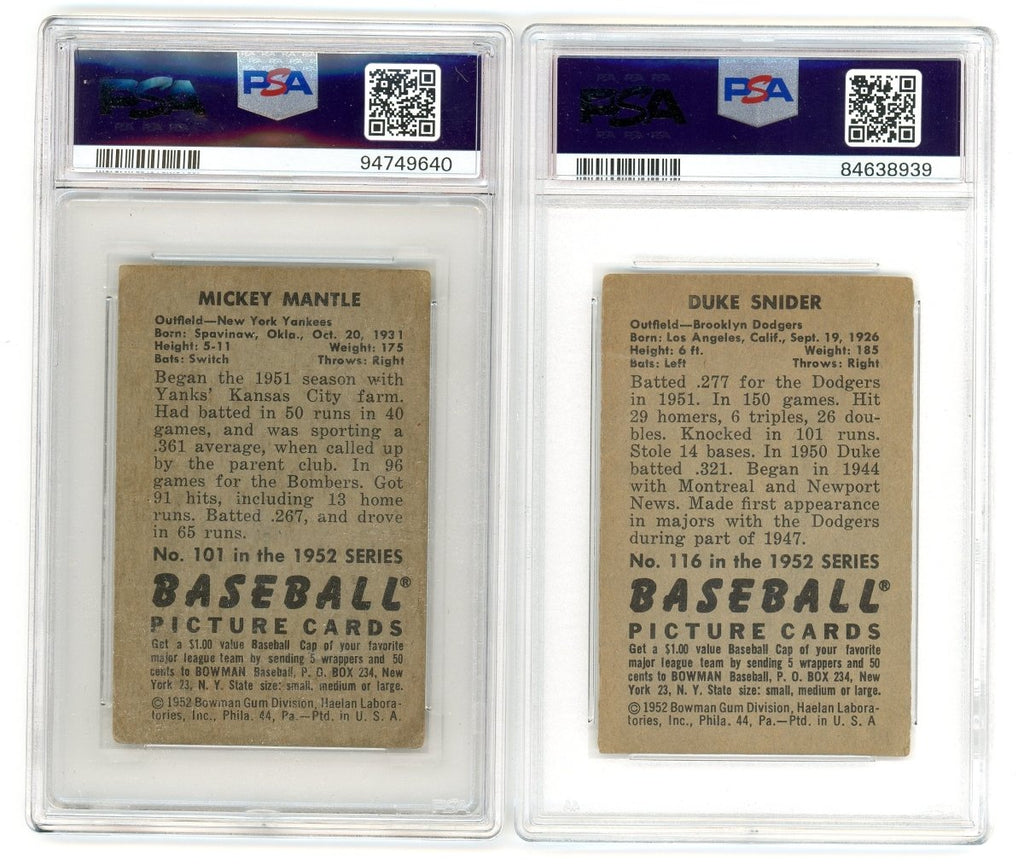 PSA
PSA
94749640
MICKEY MANTLE
Outfield—New York Yankees
Born: Spavinaw, Okla., Oct. 20, 1931
Height: 5-11 Weight: 175
Bats: Switch Throws: Right
Began the 1951 season with
Yanks' Kansas City farm.
Had batted in 50 runs in 40
games, and was sporting a
.361 average, when called up
by the parent club. In 96
games for the Bombers. Got
91 hits, including 13 home
runs. Batted .267, and drove
in 65 runs.
No. 101 in the 1952 SERIES
BASEBALL®
PICTURE CARDS
Get a $1.00 value Baseball Cap of your favorite
major league team by sending 5 wrappers and 50
cents to BOWMAN Baseball, P. O. BOX 234, New
York 23, N. Y. State size: small, medium or large.
© 1952 Bowman Gum Division, Haelan Labora-
tories, Inc., Phila. 44, Pa.—Ptd. in U. S. A.
PSA
PSA
84638939
DUKE SNIDER
Outfield—Brooklyn Dodgers
Born: Los Angeles, Calif., Sept. 19, 1926
Height: 6 ft. Weight: 185
Bats: Left Throws: Right
Batted .277 for the Dodgers
in 1951. In 150 games. Hit
29 homers, 6 triples, 26 dou-
bles. Knocked in 101 runs.
Stole 14 bases. In 1950 Duke
batted .321. Began in 1944
with Montreal and Newport
News. Made first appearance
in majors with the Dodgers
during part of 1947.
No. 116 in the 1952 SERIES
BASEBALL®
PICTURE CARDS
Get a $1.00 value Baseball Cap of your favorite
major league team by sending 5 wrappers and 50
cents to BOWMAN Baseball, P. O. BOX 234, New
York 23, N. Y. State size: small, medium or large.
© 1952 Bowman Gum Division, Haelan Labora-
tories, Inc., Phila. 44, Pa.—Ptd. in U. S. A.